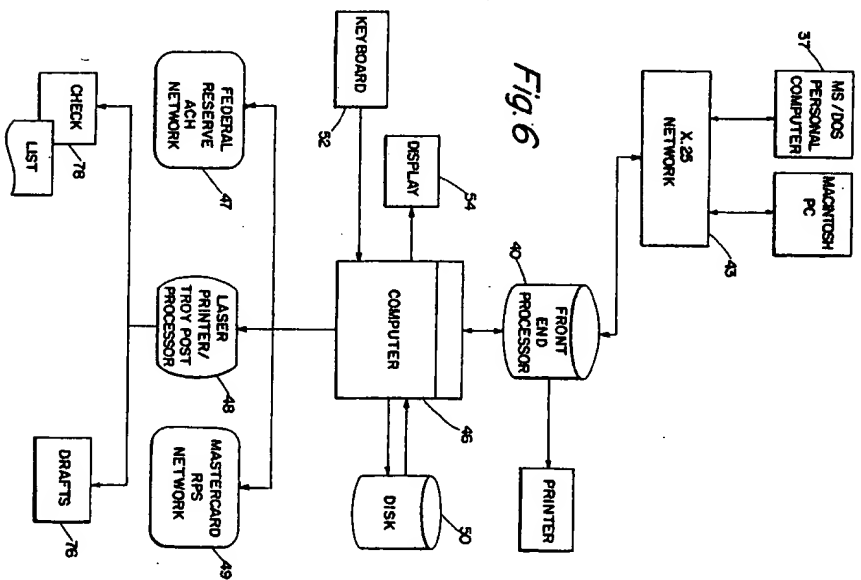 Fig. 6
37
MS/DOS
PERSONAL
COMPUTER
MACINTOSH
PC
X.25
NETWORK
43
40
FRONT
END
PROCESSOR
PRINTER
KEYBOARD
52
DISPLAY
54
COMPUTER
46
DISK
50
FEDERAL
RESERVE
ACH
NETWORK
47
LASER
PRINTER/
TROY POST
PROCESSOR
48
MASTERCARD
RPS
NETWORK
49
CHECK
78
LIST
DRAFTS
76